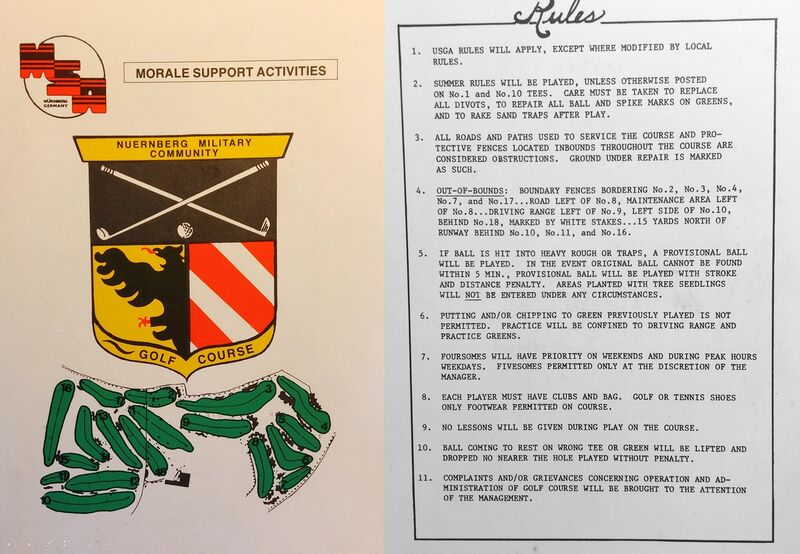 MSA
NÜRNBERG
GERMANY
MORALE SUPPORT ACTIVITIES
NUERNBERG MILITARY
COMMUNITY
GOLF COURSE
Rules
1. USGA RULES WILL APPLY, EXCEPT WHERE MODIFIED BY LOCAL
RULES.
2. SUMMER RULES WILL BE PLAYED, UNLESS OTHERWISE POSTED
ON No.1 and No.10 TEES. CARE MUST BE TAKEN TO REPLACE
ALL DIVOTS, TO REPAIR ALL BALL AND SPIKE MARKS ON GREENS,
AND TO RAKE SAND TRAPS AFTER PLAY.
3. ALL ROADS AND PATHS USED TO SERVICE THE COURSE AND PRO-
TECTIVE FENCES LOCATED INBOUNDS THROUGHOUT THE COURSE ARE
CONSIDERED OBSTRUCTIONS. GROUND UNDER REPAIR IS MARKED
AS SUCH.
4. OUT-OF-BOUNDS: BOUNDARY FENCES BORDERING No.2, No.3, No.4,
No.7, and No.17...ROAD LEFT OF No.8, MAINTENANCE AREA LEFT
OF No.8...DRIVING RANGE LEFT OF No.9, LEFT SIDE OF No.10,
BEHIND No.18, MARKED BY WHITE STAKES...15 YARDS NORTH OF
RUNWAY BEHIND No.10, No.11, and No.16.
5. IF BALL IS HIT INTO HEAVY ROUGH OR TRAPS, A PROVISIONAL BALL
WILL BE PLAYED. IN THE EVENT ORIGINAL BALL CANNOT BE FOUND
WITHIN 5 MIN., PROVISIONAL BALL WILL BE PLAYED WITH STROKE
AND DISTANCE PENALTY. AREAS PLANTED WITH TREE SEEDLINGS
WILL NOT BE ENTERED UNDER ANY CIRCUMSTANCES.
6. PUTTING AND/OR CHIPPING TO GREEN PREVIOUSLY PLAYED IS NOT
PERMITTED. PRACTICE WILL BE CONFINED TO DRIVING RANGE AND
PRACTICE GREENS.
7. FOURSOMES WILL HAVE PRIORITY ON WEEKENDS AND DURING PEAK HOURS
WEEKDAYS. FIVESOMES PERMITTED ONLY AT THE DISCRETION OF THE
MANAGER.
8. EACH PLAYER MUST HAVE CLUBS AND BAG. GOLF OR TENNIS SHOES
ONLY FOOTWEAR PERMITTED ON COURSE.
9. NO LESSONS WILL BE GIVEN DURING PLAY ON THE COURSE.
10. BALL COMING TO REST ON WRONG TEE OR GREEN WILL BE LIFTED AND
DROPPED NO NEARER THE HOLE PLAYED WITHOUT PENALTY.
11. COMPLAINTS AND/OR GRIEVANCES CONCERNING OPERATION AND AD-
MINISTRATION OF GOLF COURSE WILL BE BROUGHT TO THE ATTENTION
OF THE MANAGEMENT.